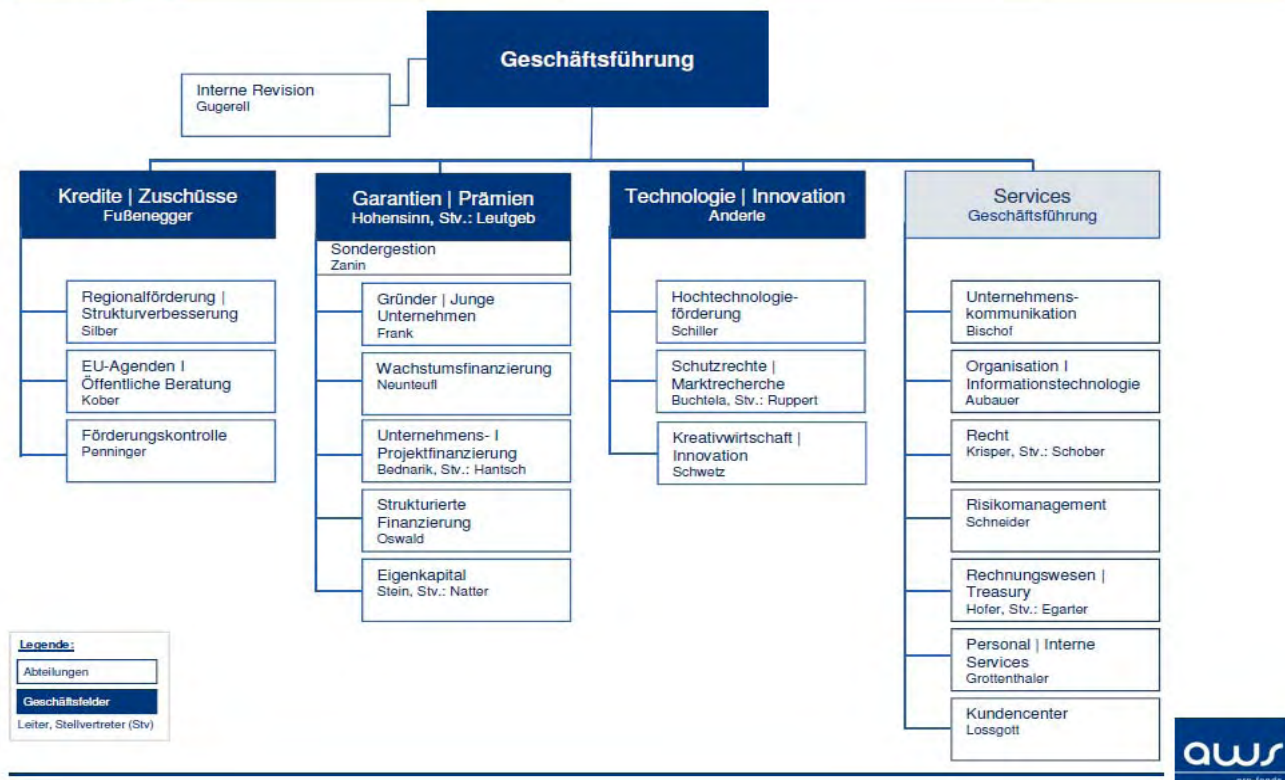 Geschäftsführung
Interne Revision
Gugerell
Kredite | Zuschüsse
Fußenegger
Regionalförderung |
Strukturverbesserung
Silber
EU-Agenden I
Öffentliche Beratung
Kober
Förderungskontrolle
Penninger
Garantien | Prämien
Hohensinn, Stv.: Leutgeb
Sondergestion
Zanin
Gründer | Junge
Unternehmen
Frank
Wachstumsfinanzierung
Neunteufl
Unternehmens- I
Projektfinanzierung
Bednarik, Stv.: Hantsch
Strukturierte
Finanzierung
Oswald
Eigenkapital
Stein, Stv.: Natter
Technologie | Innovation
Anderle
Hochtechnologie-
förderung
Schiller
Schutzrechte |
Marktrecherche
Buchtela, Stv.: Ruppert
Kreativwirtschaft |
Innovation
Schwetz
Services
Geschäftsführung
Unternehmens-
kommunikation
Bischof
Organisation I
Informationstechnologie
Aubauer
Recht
Krisper, Stv.: Schober
Risikomanagement
Schneider
Rechnungswesen |
Treasury
Hofer, Stv.: Egarter
Personal | Interne
Services
Grottenthaler
Kundencenter
Lossgott
Legende:
Abteilungen
Geschäftsfelder
Leiter, Stellvertreter (Stv)
aws